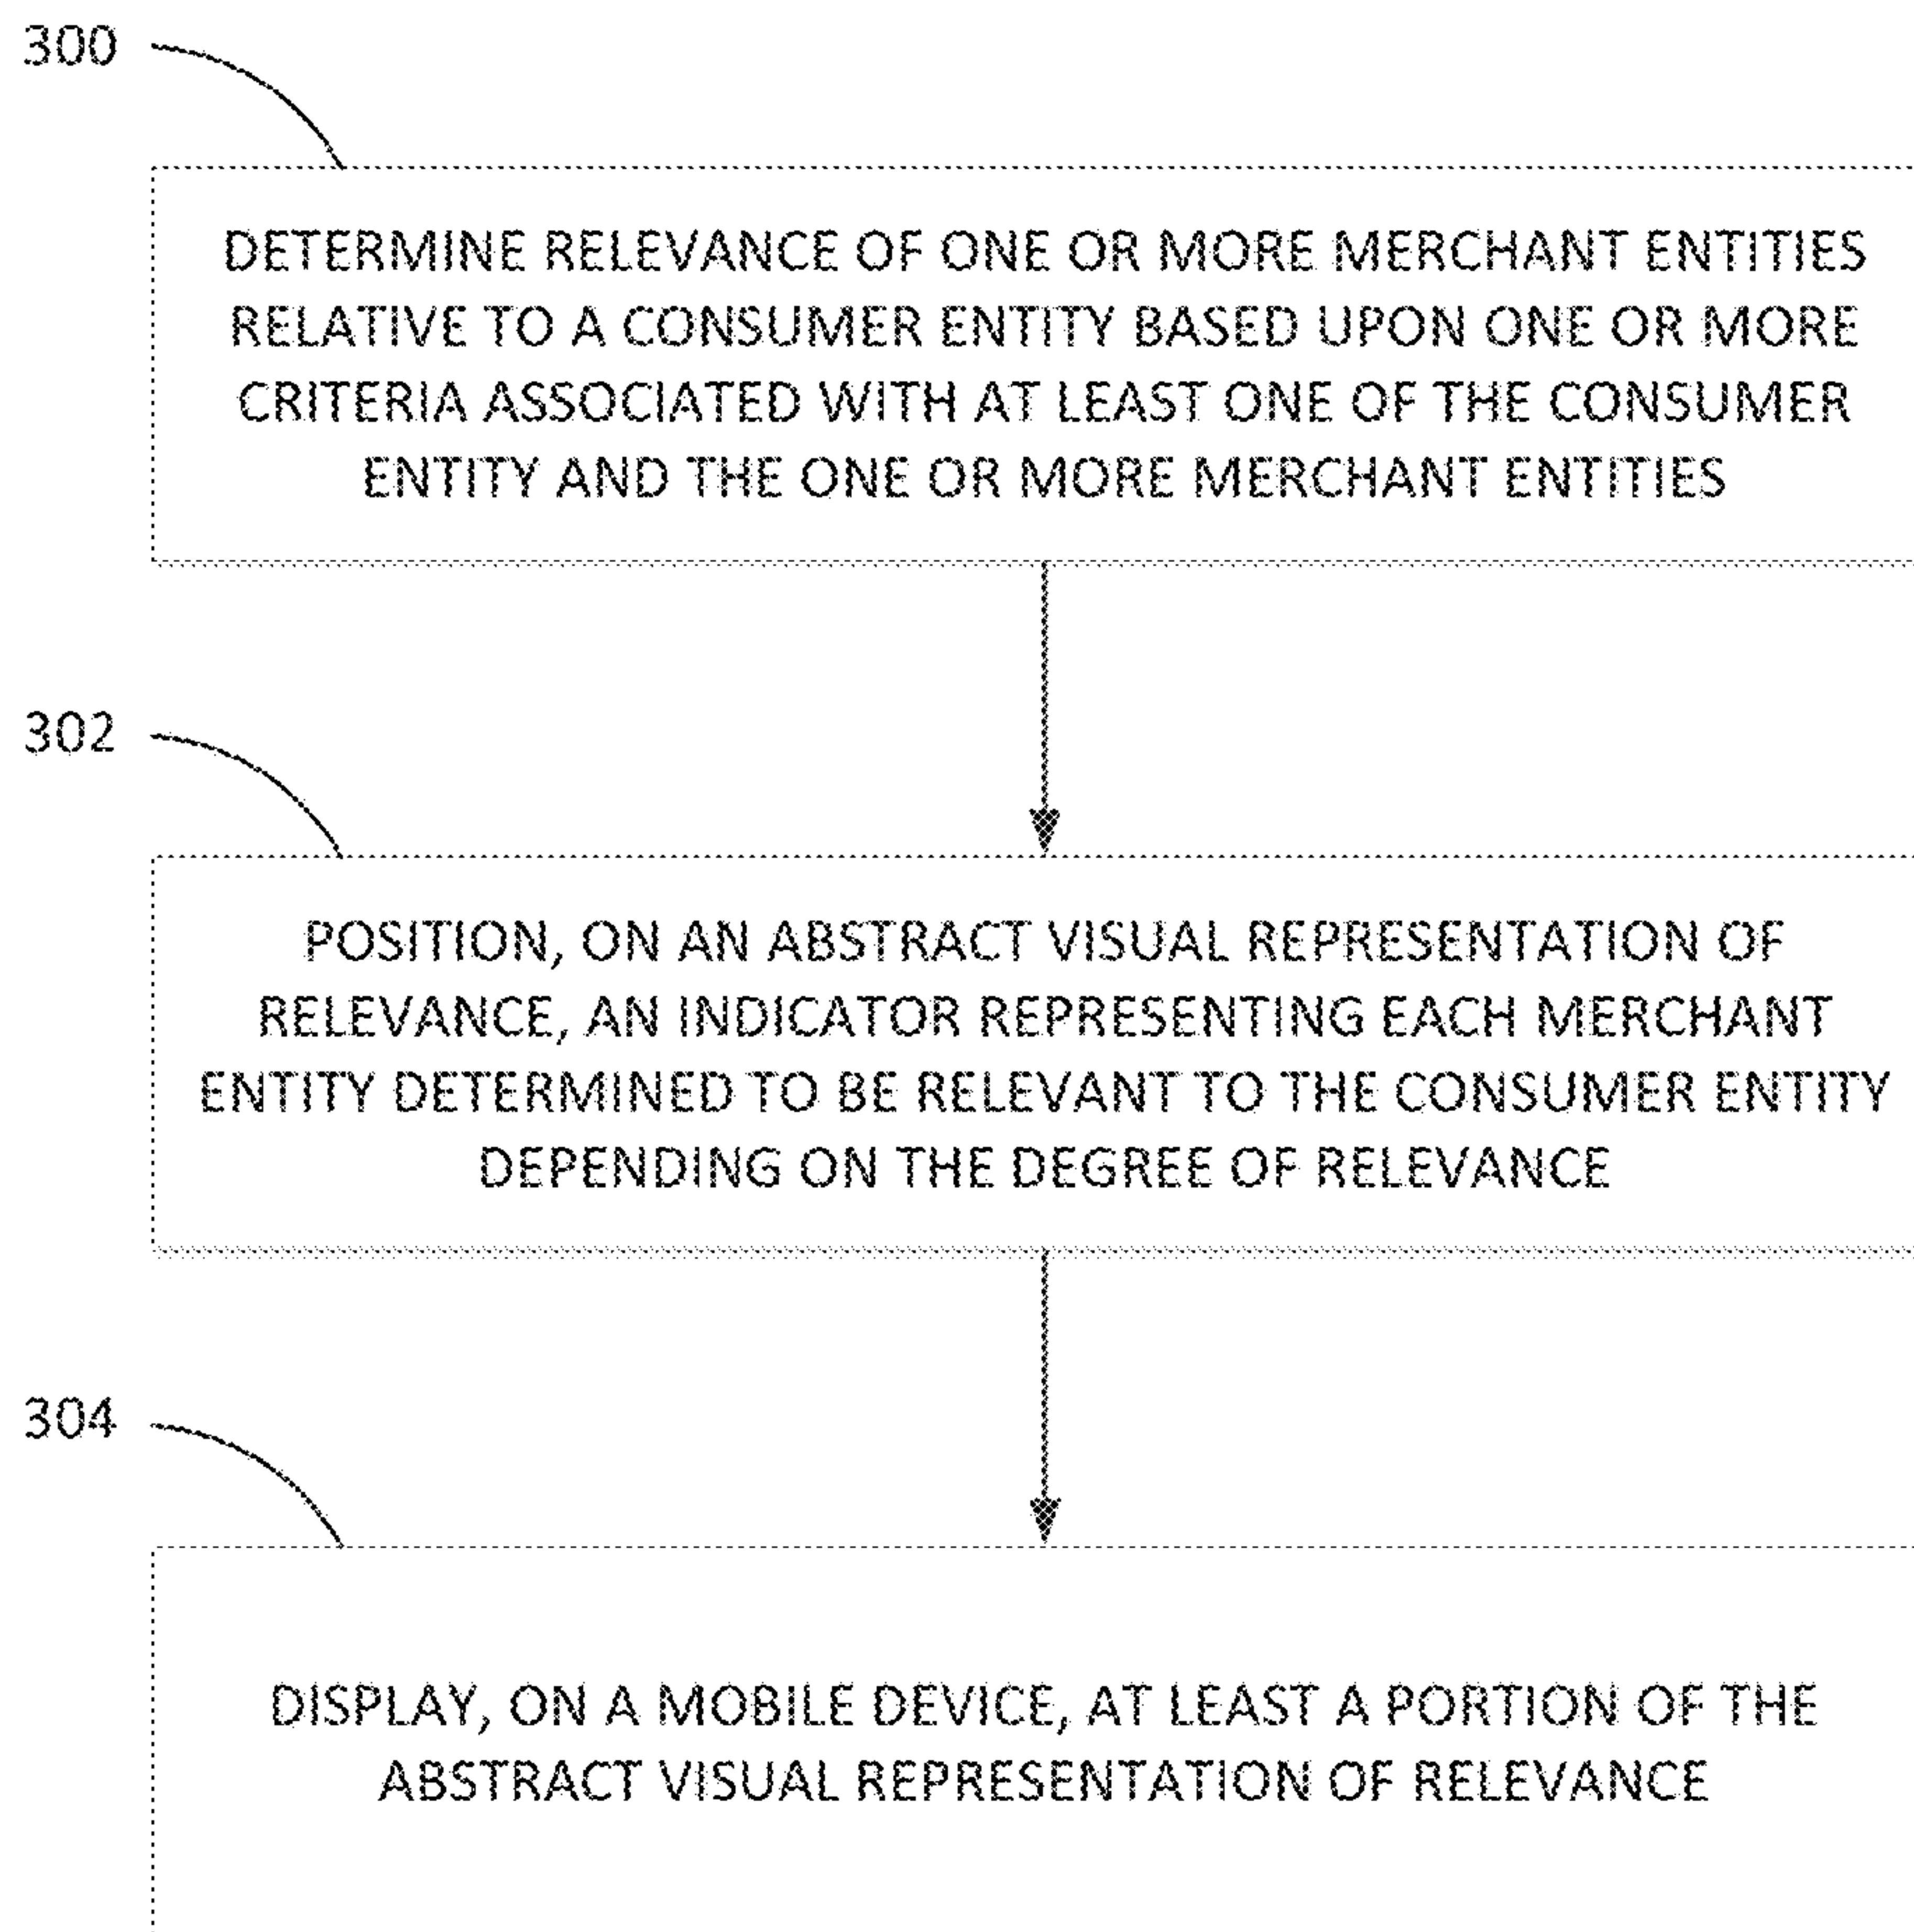 300
DETERMINE RELEVANCE OF ONE OR MORE MERCHANT ENTITIES
RELATIVE TO A CONSUMER ENTITY BASED UPON ONE OR MORE
CRITERIA ASSOCIATED WITH AT LEAST ONE OF THE CONSUMER
ENTITY AND THE ONE OR MORE MERCHANT ENTITIES
302
POSITION, ON AN ABSTRACT VISUAL REPRESENTATION OF
RELEVANCE, AN INDICATOR REPRESENTING EACH MERCHANT
ENTITY DETERMINED TO BE RELEVANT TO THE CONSUMER ENTITY
DEPENDING ON THE DEGREE OF RELEVANCE
304
DISPLAY, ON A MOBILE DEVICE, AT LEAST A PORTION OF THE
ABSTRACT VISUAL REPRESENTATION OF RELEVANCE